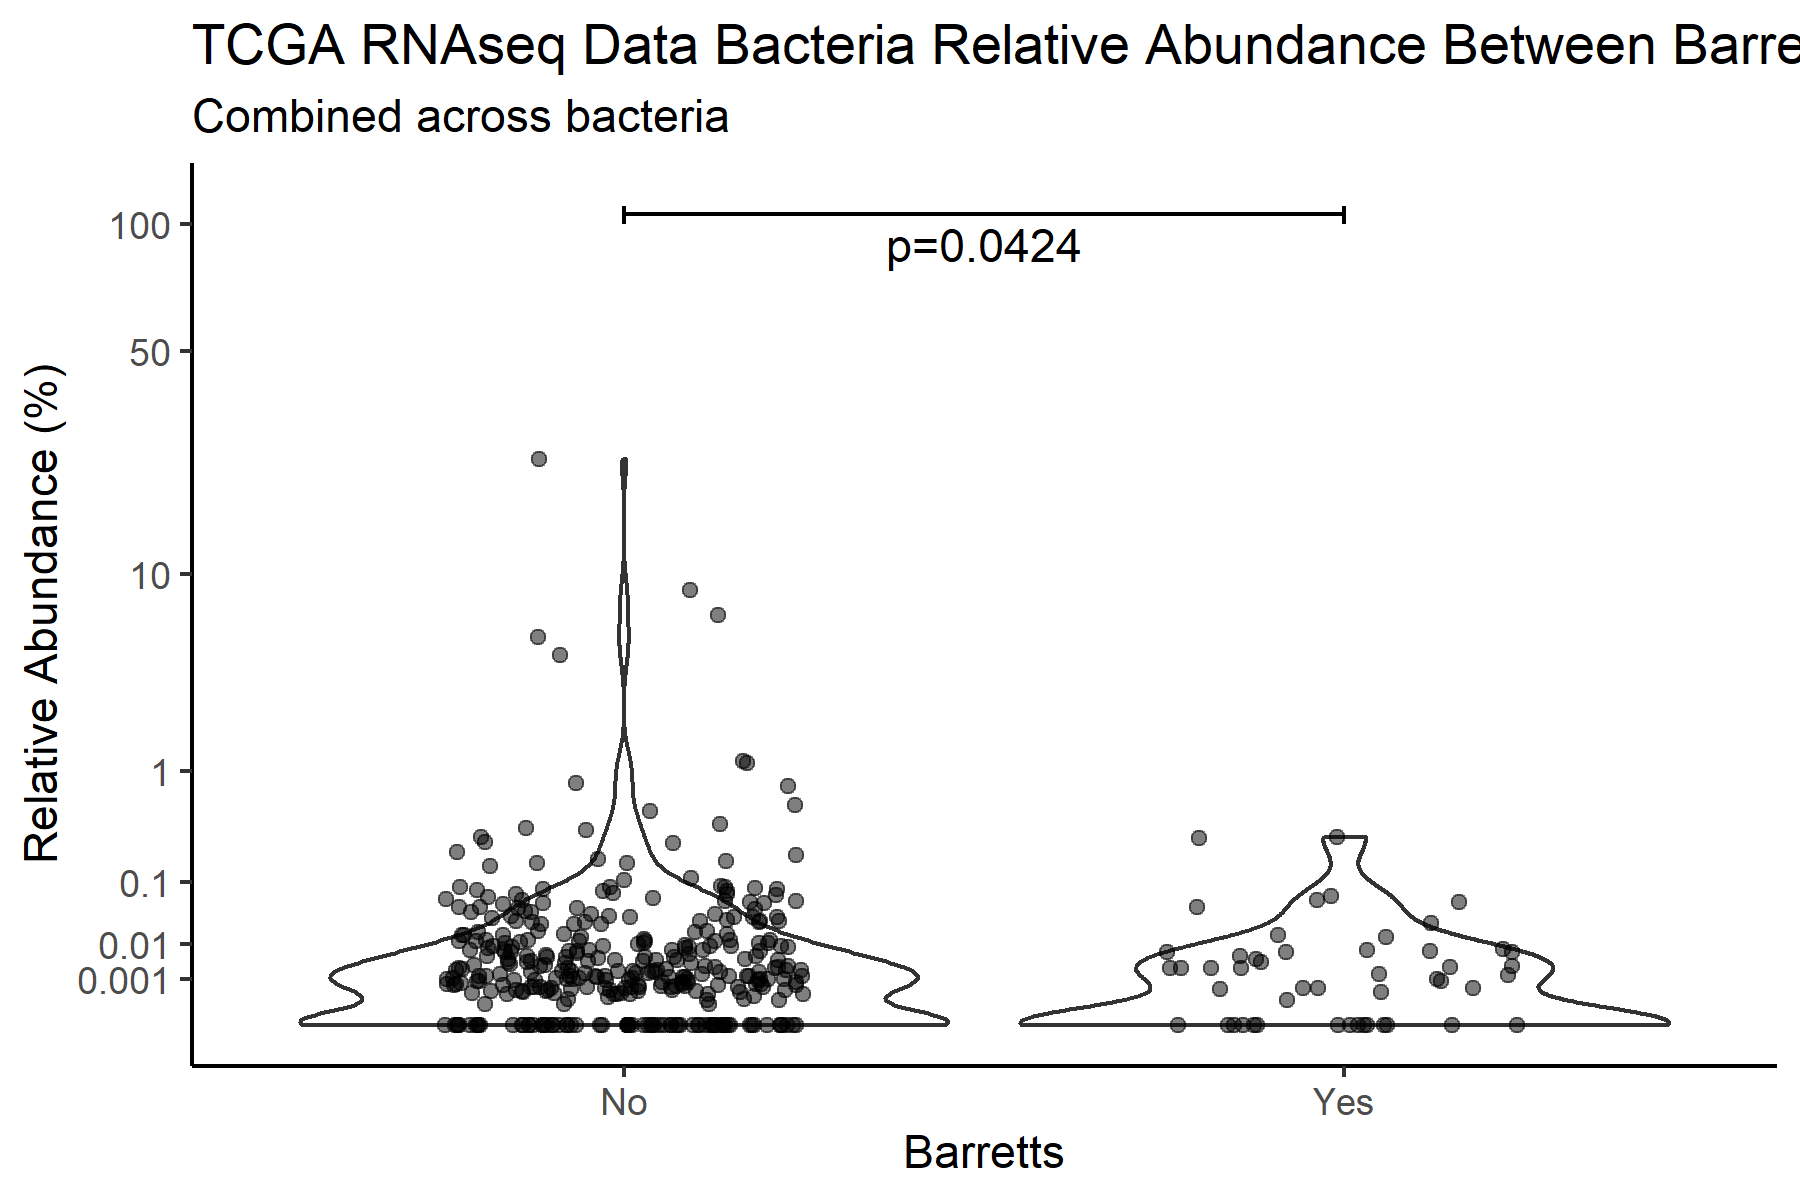 TCGA RNAseq Data Bacteria Relative Abundance Between Barre
Combined across bacteria
100
50
10
1
0.1
0.01
0.001
Relative Abundance (%)
p=0.0424
No
Yes
Barretts